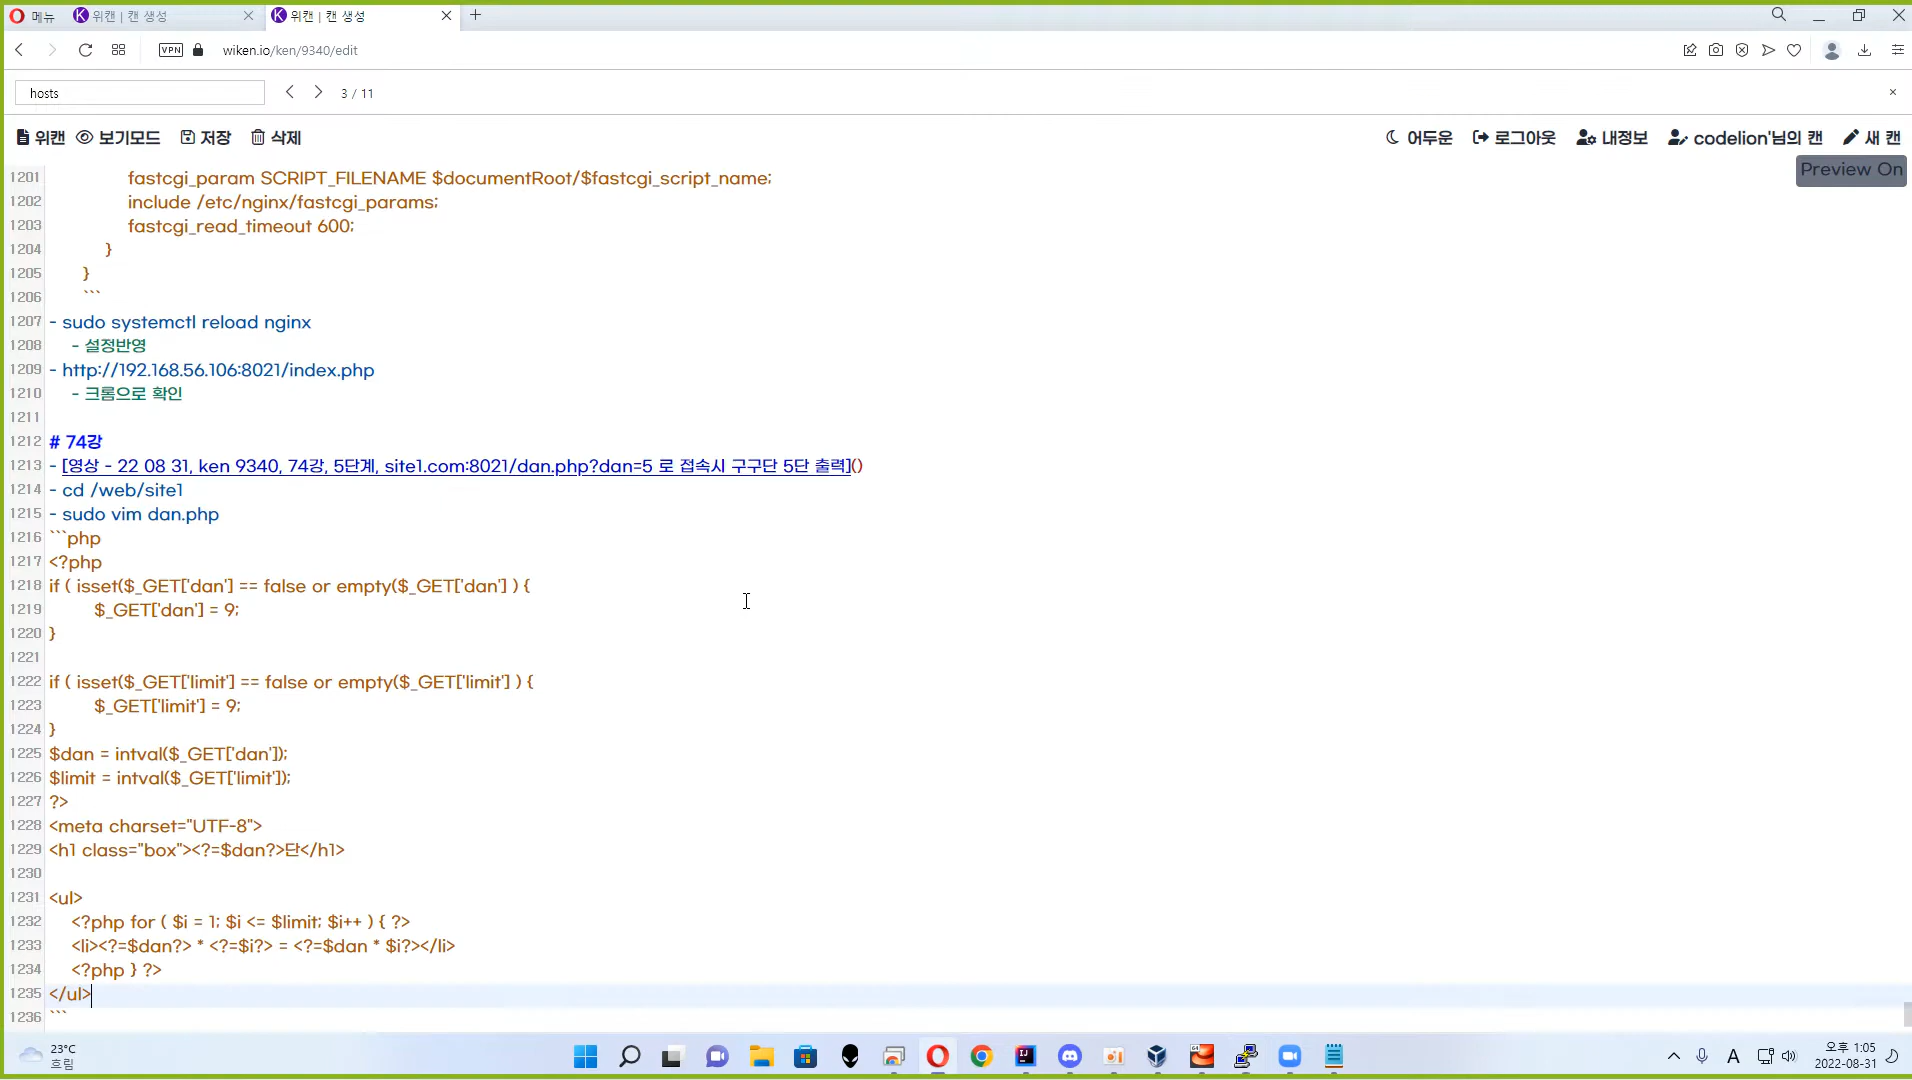 메뉴
위캔 | 캔 생성
위캔 | 캔 생성
VPN
wiken.io/ken/9340/edit
hosts
3 / 11
위캔
보기모드
저장
삭제
어두운
로그아웃
내정보
codelion'님의 캔
새 캔
Preview On
1201 fastcgi_param SCRIPT_FILENAME $documentRoot/$fastcgi_script_name;
1202 include /etc/nginx/fastcgi_params;
1203 fastcgi_read_timeout 600;
1204 }
1205 }
1206 ```
1207 - sudo systemctl reload nginx
1208 - 설정반영
1209 - http://192.168.56.106:8021/index.php
1210 - 크롬으로 확인
1211
1212 # 74강
1213 - [영상 - 22 08 31, ken 9340, 74강, 5단계, site1.com:8021/dan.php?dan=5 로 접속시 구구단 5단 출력]()
1214 - cd /web/site1
1215 - sudo vim dan.php
1216 ```php
1217 <?php
1218 if ( isset($_GET['dan'] == false or empty($_GET['dan'] ) {
1219 $_GET['dan'] = 9;
1220 }
1221
1222 if ( isset($_GET['limit'] == false or empty($_GET['limit'] ) {
1223 $_GET['limit'] = 9;
1224 }
1225 $dan = intval($_GET['dan']);
1226 $limit = intval($_GET['limit']);
1227 ?>
1228 <meta charset="UTF-8">
1229 <h1 class="box"><?=$dan?>단</h1>
1230
1231 <ul>
1232 <?php for ( $i = 1; $i <= $limit; $i++ ) { ?>
1233 <li><?=$dan?> * <?=$i?> = <?=$dan * $i?></li>
1234 <?php } ?>
1235 </ul>
1236 ```
23°C
흐림
64
A
오후 1:05
2022-08-31